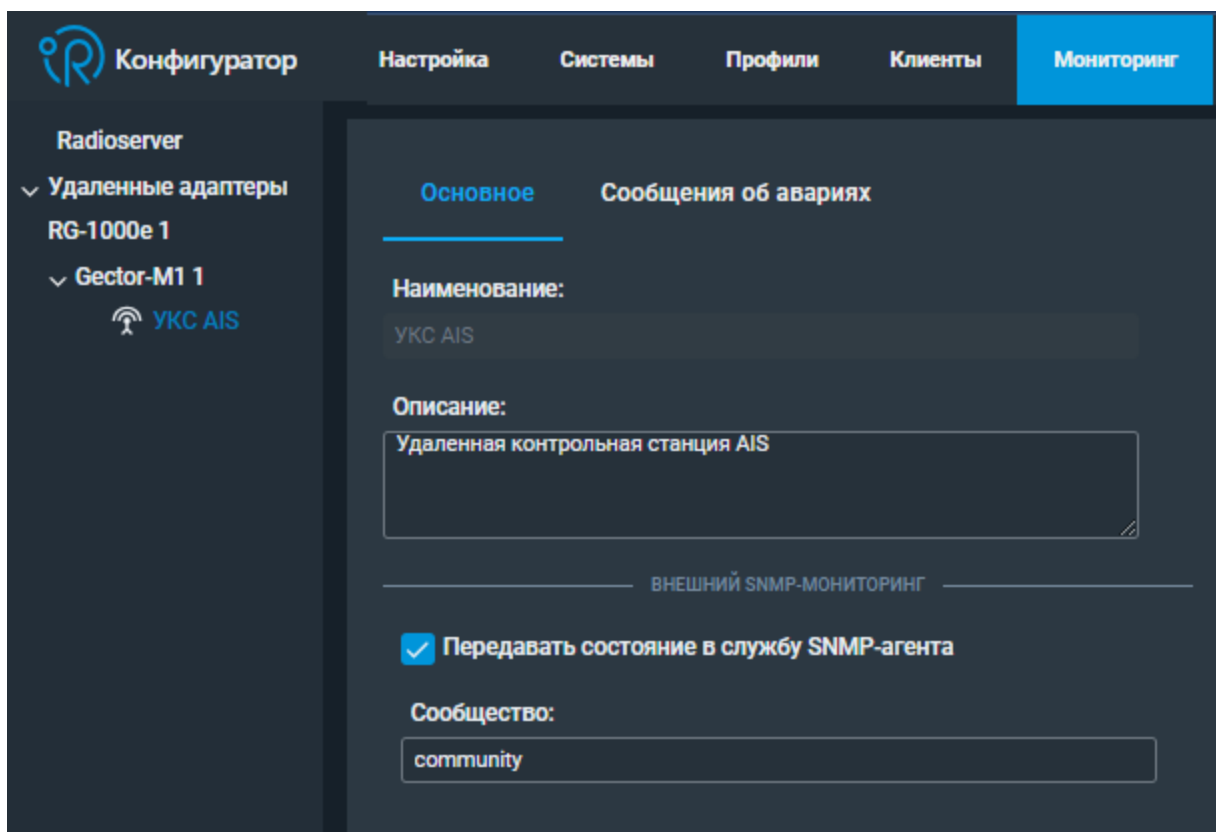 Конфигуратор
Настройка Системы Профили Клиенты Мониторинг
Radioserver
Удаленные адаптеры
RG-1000e 1
Gector-M1 1
УКС AIS
Основное Сообщения об авариях
Наименование:
УКС AIS
Описание:
Удаленная контрольная станция AIS
ВНЕШНИЙ SNMP-МОНИТОРИНГ
Передавать состояние в службу SNMP-агента
Сообщество:
community